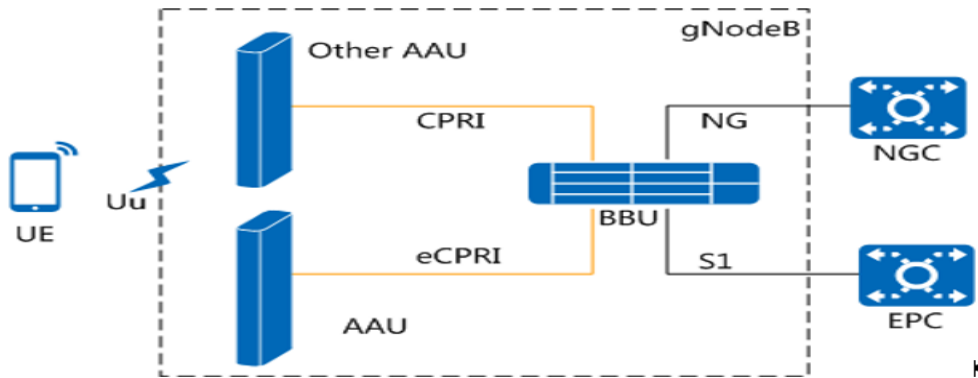 gNodeB
Other AAU
CPRI
NG
NGC
Uu
UE
BBU
eCPRI
S1
AAU
EPC